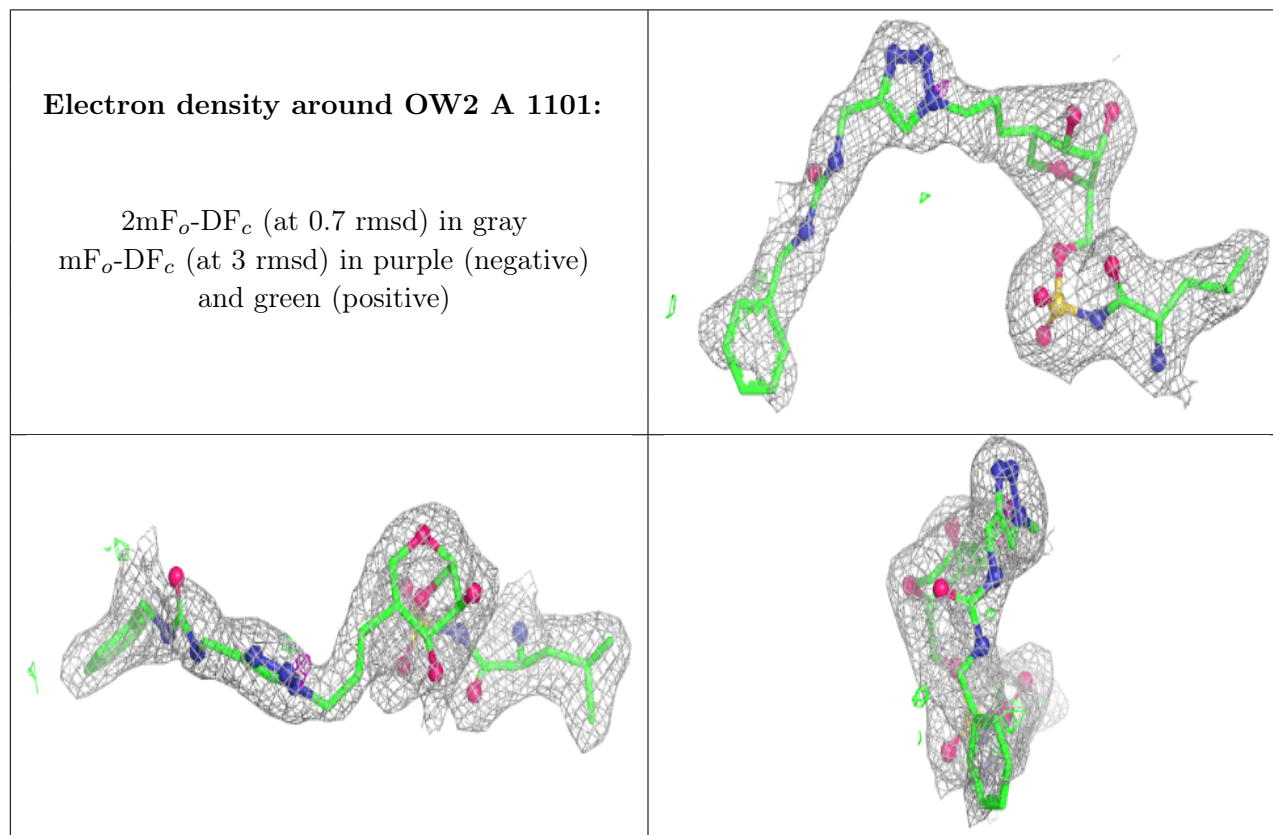 Electron density around OW2 A 1101:
2mFo-DFc (at 0.7 rmsd) in gray
mFo-DFc (at 3 rmsd) in purple (negative)
and green (positive)